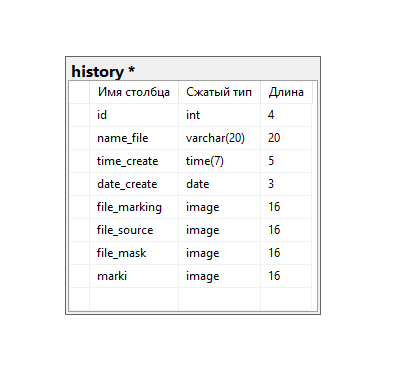 history *
Имя столбца Сжатый тип Длина
id int 4
name_file varchar(20) 20
time_create time(7) 5
date_create date 3
file_marking image 16
file_source image 16
file_mask image 16
marki image 16